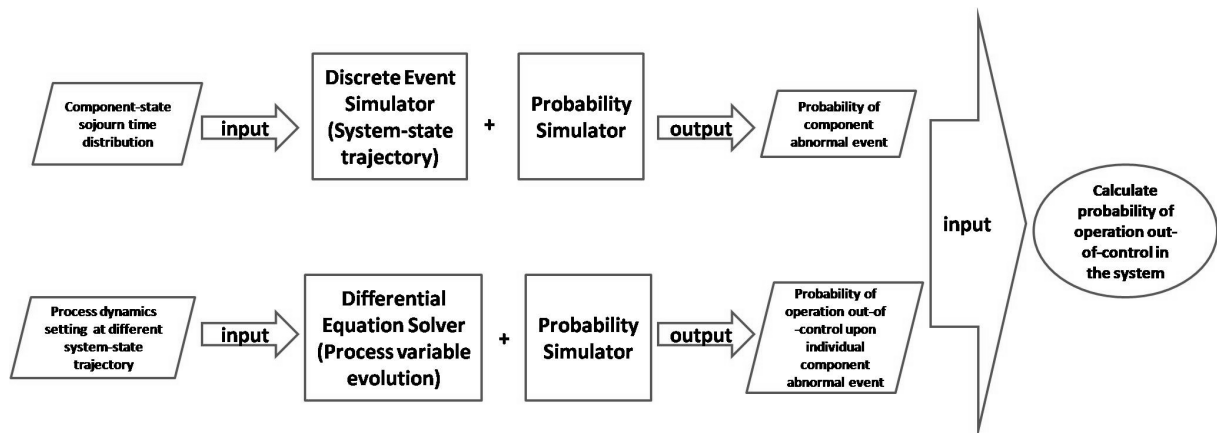 Component-state
sojourn time
distribution
input
Discrete Event
Simulator
(System-state
trajectory)
+
Probability
Simulator
output
Probability of
component
abnormal event
Process dynamics
setting at different
system-state
trajectory
input
Differential
Equation Solver
(Process variable
evolution)
+
Probability
Simulator
output
Probability of
operation out-of
-control upon
individual
component
abnormal event
input
Calculate
probability of
operation out-
of-control in
the system